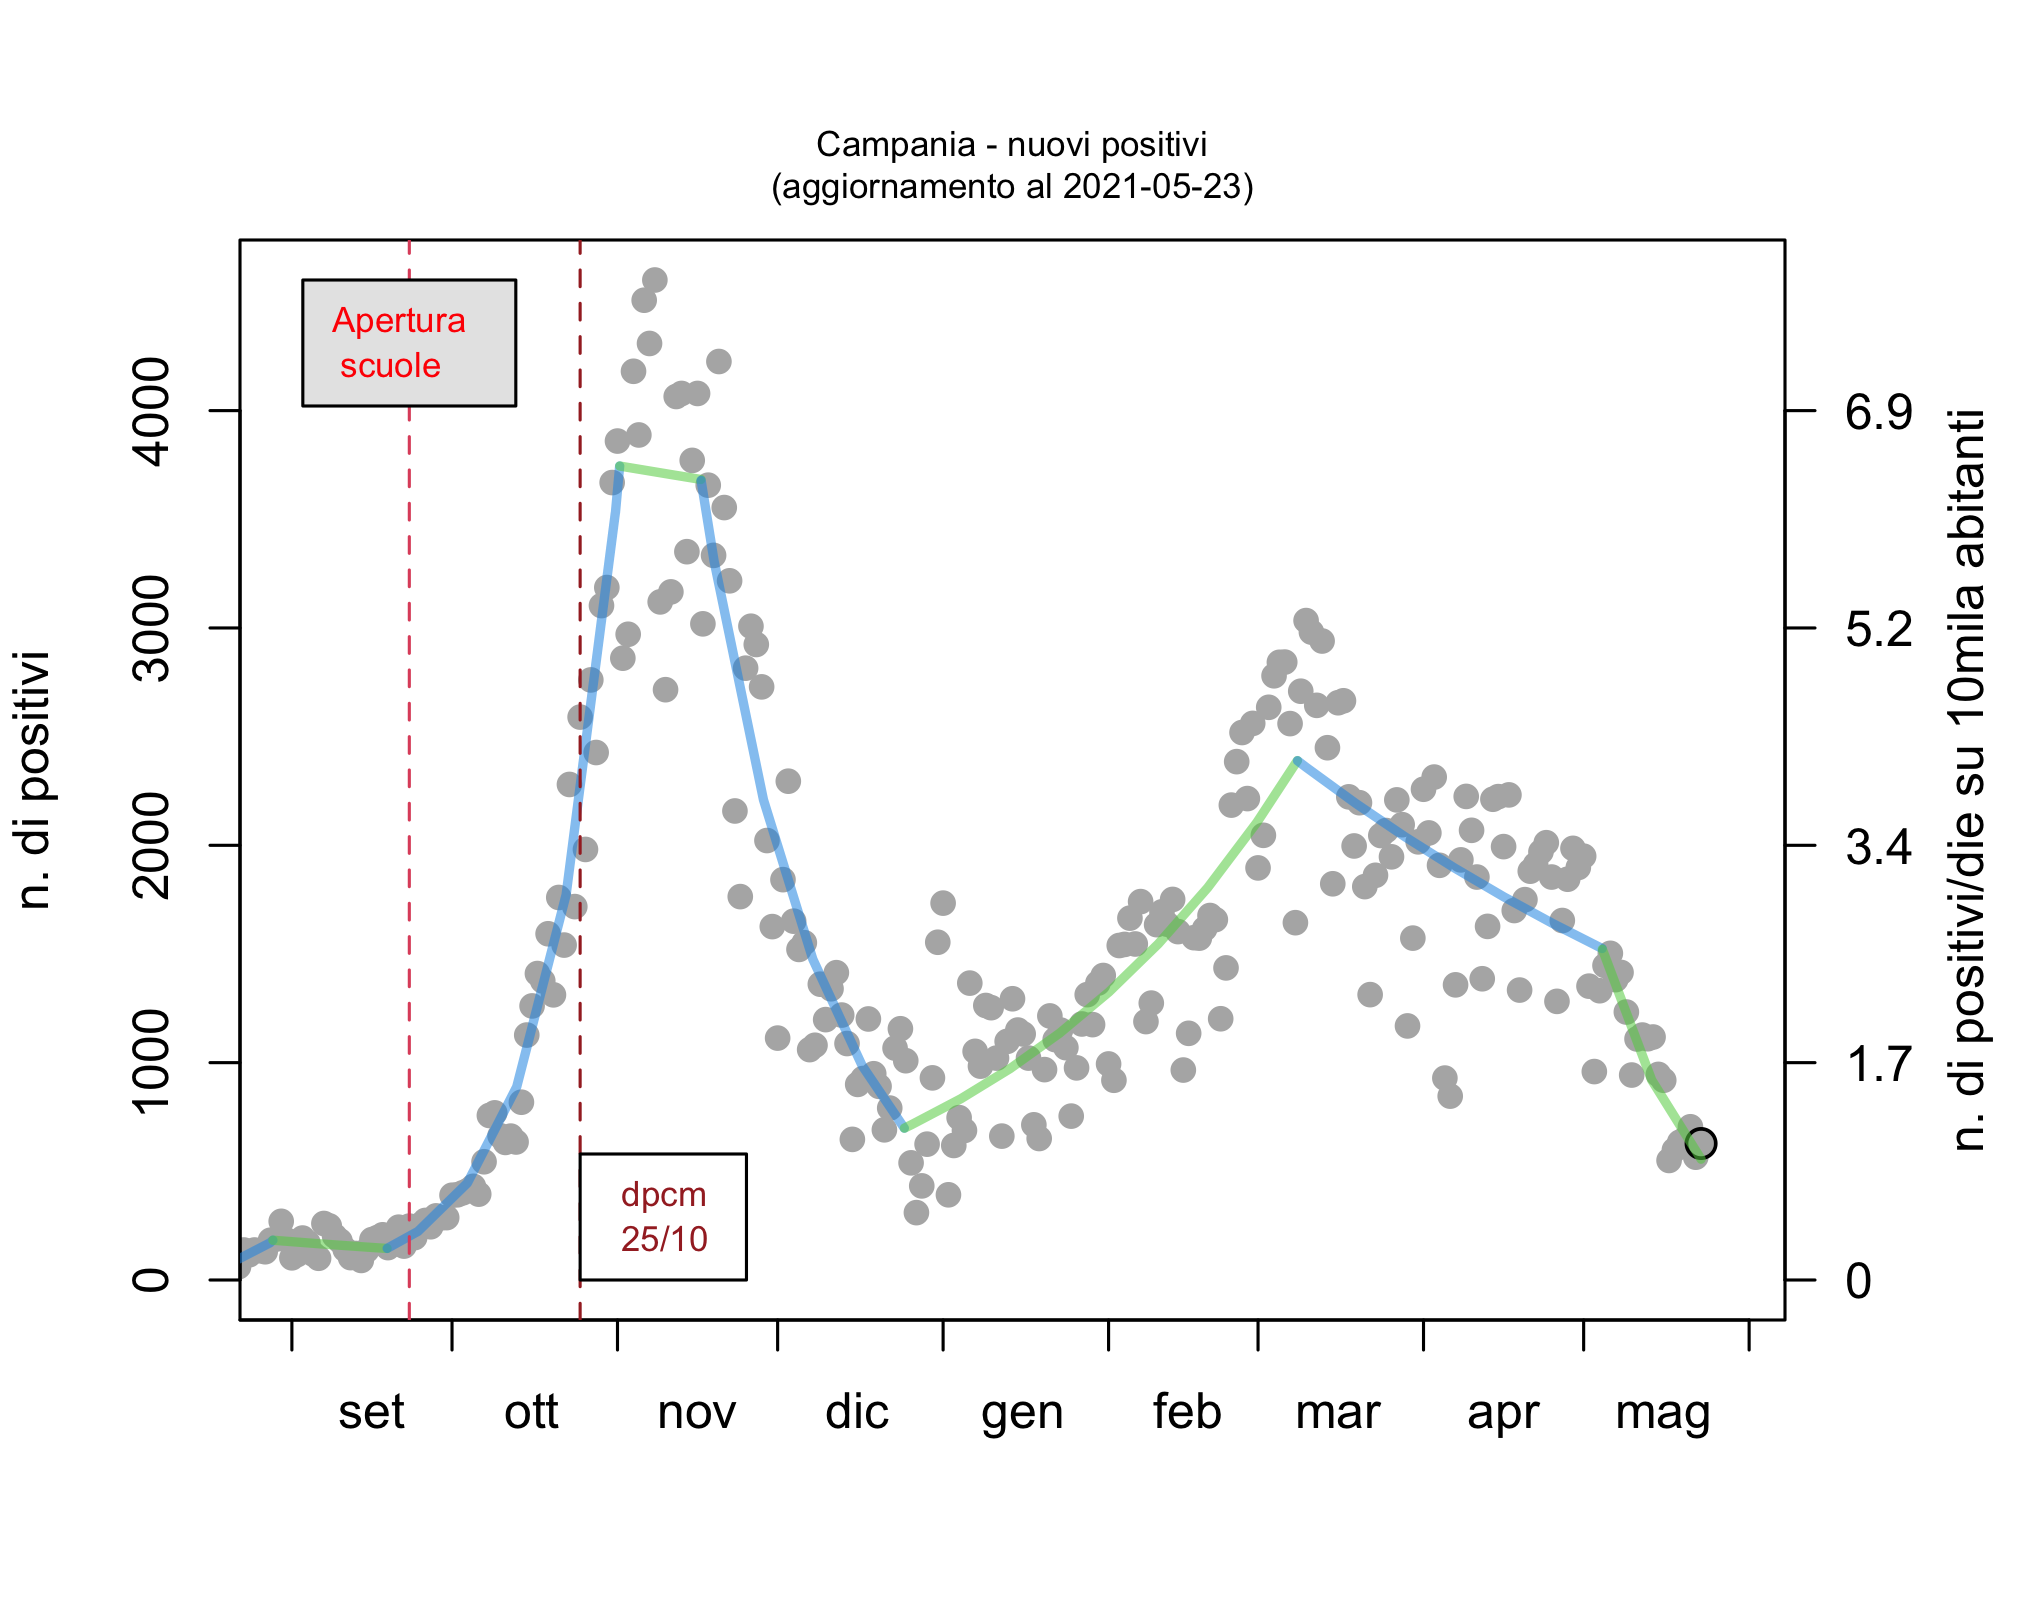 Campania - nuovi positivi
(aggiornamento al 2021-05-23)
Apertura
scuole
dpcm
25/10
n. di positivi
0
1000
2000
3000
4000
n. di positivi/die su 10mila abitanti
0
1.7
3.4
5.2
6.9
set ott nov dic gen feb mar apr mag